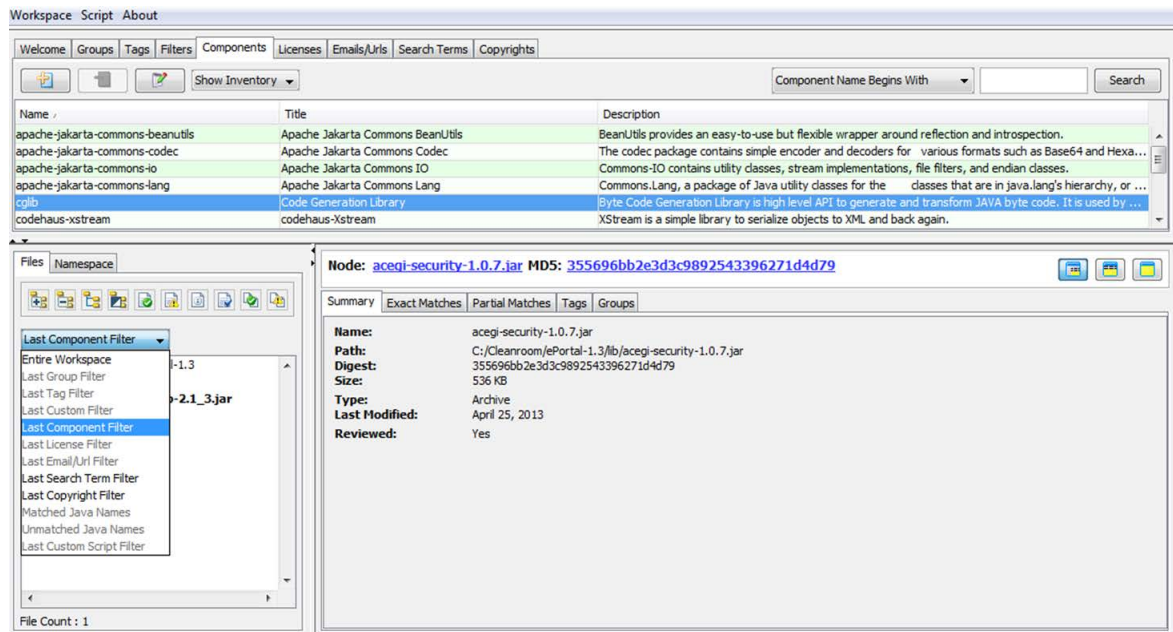 Workspace Script About
Welcome Groups Tags Filters Components Licenses Emails/Urls Search Terms Copyrights
Show Inventory Component Name Begins With Search
Name Title Description
apache-jakarta-commons-beanutils Apache Jakarta Commons BeanUtils BeanUtils provides an easy-to-use but flexible wrapper around reflection and introspection.
apache-jakarta-commons-codec Apache Jakarta Commons Codec The codec package contains simple encoder and decoders for various formats such as Base64 and Hexa...
apache-jakarta-commons-io Apache Jakarta Commons IO Commons-IO contains utility classes, stream implementations, file filters, and endian classes.
apache-jakarta-commons-lang Apache Jakarta Commons Lang Commons.Lang, a package of Java utility classes for the classes that are in java.lang's hierarchy, or ...
cglib Code Generation Library Byte Code Generation Library is high level API to generate and transform JAVA byte code. It is used by ...
codehaus-xstream codehaus-Xstream XStream is a simple library to serialize objects to XML and back again.
Files Namespace
Last Component Filter
Entire Workspace
Last Group Filter
Last Tag Filter
Last Custom Filter
Last Component Filter
Last License Filter
Last Email/Url Filter
Last Search Term Filter
Last Copyright Filter
Matched Java Names
Unmatched Java Names
Last Custom Script Filter
l-1.3
-2.1_3.jar
File Count : 1
Node: acegi-security-1.0.7.jar MD5: 355696bb2e3d3c9892543396271d4d79
Summary Exact Matches Partial Matches Tags Groups
Name: acegi-security-1.0.7.jar
Path: C:/Cleanroom/ePortal-1.3/lib/acegi-security-1.0.7.jar
Digest: 355696bb2e3d3c9892543396271d4d79
Size: 536 KB
Type: Archive
Last Modified: April 25, 2013
Reviewed: Yes